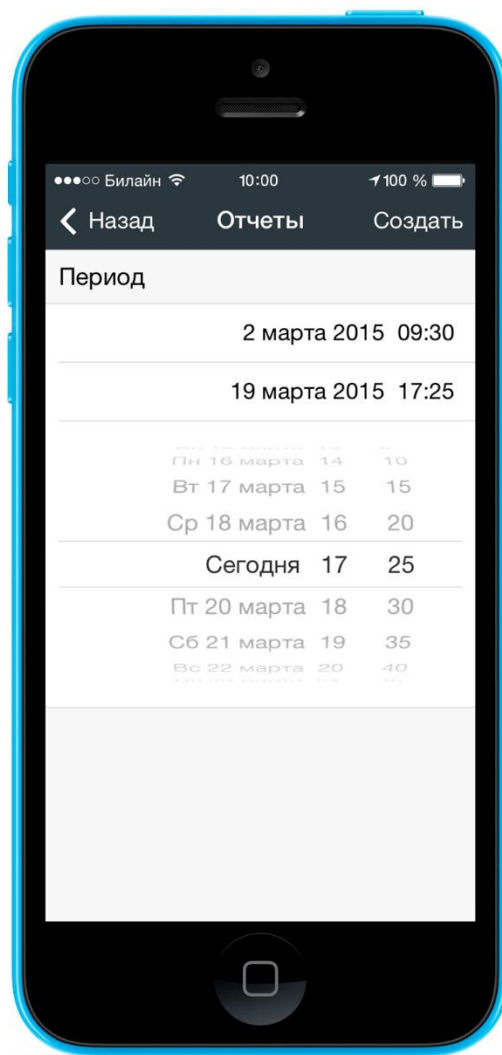 Билайн 10:00 100 %
Назад Отчеты Создать
Период
2 марта 2015 09:30
19 марта 2015 17:25
Пн 16 марта 14 10
Вт 17 марта 15 15
Ср 18 марта 16 20
Сегодня 17 25
Пт 20 марта 18 30
Сб 21 марта 19 35
Вс 22 марта 20 40